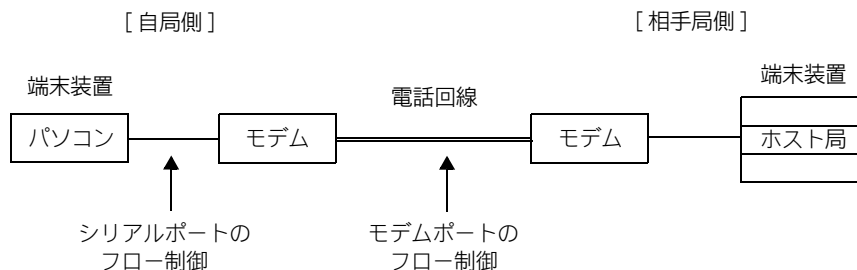 [ 自局側 ]
[ 相手局側 ]
端末装置
端末装置
電話回線
パソコン
モデム
モデム
ホスト局
シリアルポートの
フロー制御
モデムポートの
フロー制御